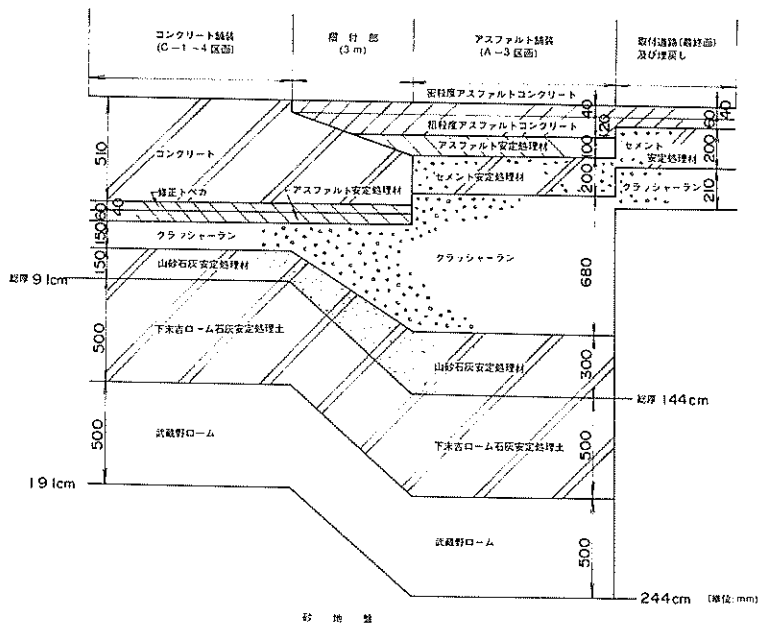 コンクリート舗装
(C-1~4区画)
摺付部
(3m)
アスファルト舗装
(A-3区画)
取付道路(最終面)
及び埋戻し
密粒度アスファルトコンクリート
粗粒度アスファルトコンクリート
アスファルト安定処理材
セメント安定処理材
40
120
100
200
60
40
セメント
安定処理材
200
クラッシャーラン
210
510
コンクリート
修正トペカ
アスファルト安定処理材
40
60
150
150
クラッシャーラン
クラッシャーラン
680
山砂石灰安定処理材
総厚 91cm
500
下末吉ローム石灰安定処理土
山砂石灰安定処理材
300
総厚 144cm
500
武蔵野ローム
下末吉ローム石灰安定処理土
500
191cm
武蔵野ローム
500
244cm
(単位:mm)
砂地盤